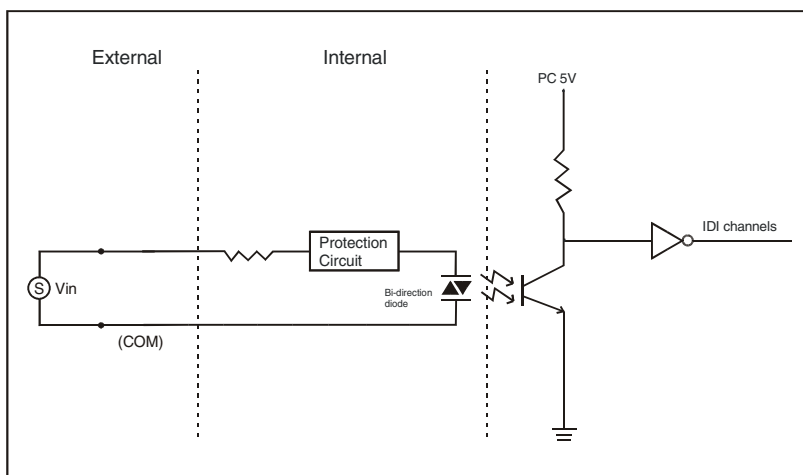 External
Internal
PC 5V
IDI channels
Protection
Circuit
S
Vin
Bi-direction
diode
(COM)